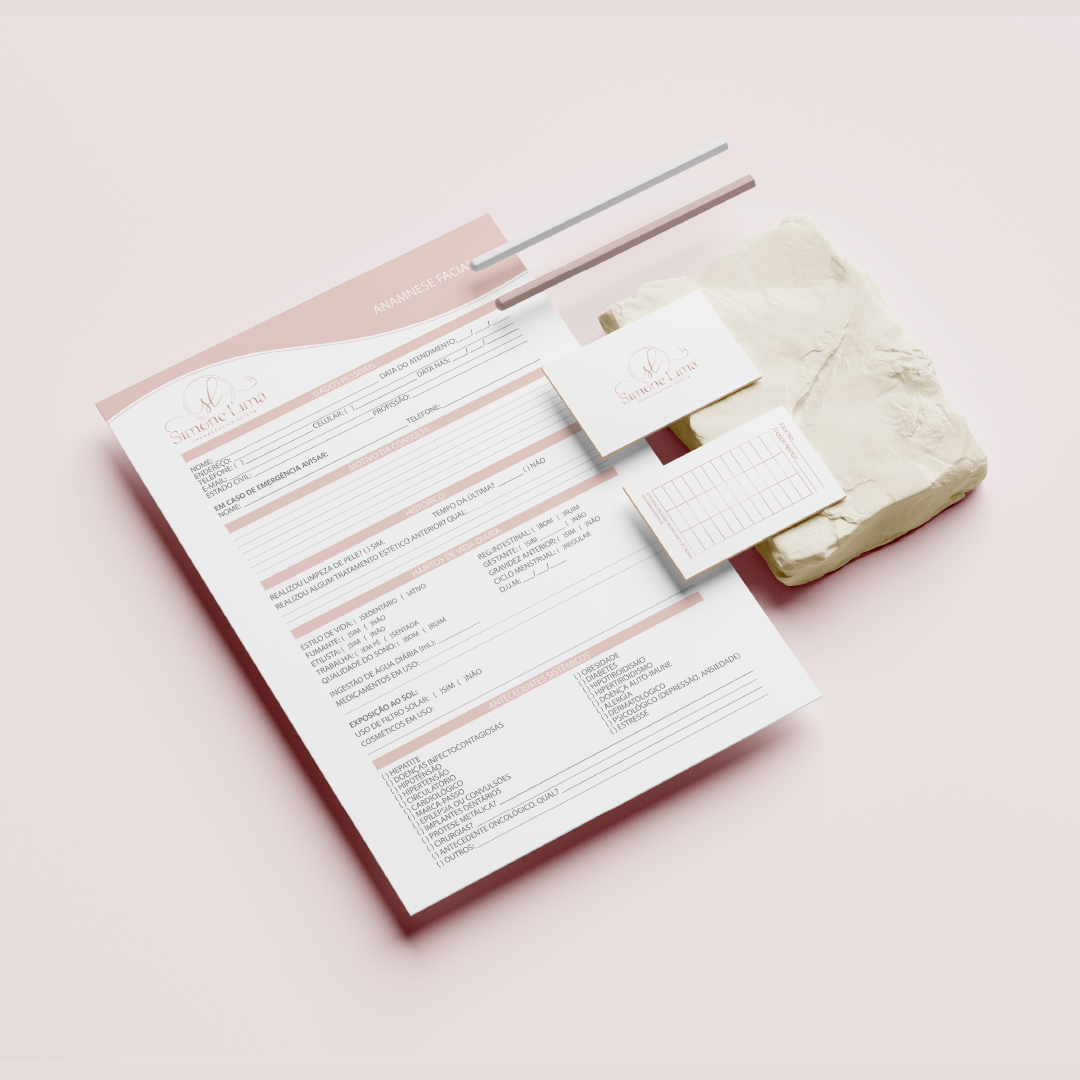 ANAMNESE FACIAL
sl
Simone Lima
DADOS PESSOAIS
DATA DO ATENDIMENTO:___/___/___
NOME:
DATA NAS: ___/___/___
ENDEREÇO:
TELEFONE: ( )
CELULAR: ( )
E-MAIL:
PROFISSÃO:
ESTADO CIVIL:
EM CASO DE EMERGÊNCIA AVISAR:
NOME:
TELEFONE:
MOTIVO DA CONSULTA
HISTÓRICO
REALIZOU LIMPEZA DE PELE? ( ) SIM. TEMPO DA ÚLTIMA? ______ ( ) NÃO
REALIZOU ALGUM TRATAMENTO ESTÉTICO ANTERIOR? QUAL:
HÁBITOS DE VIDA DIÁRIA
ESTILO DE VIDA: ( )SEDENTÁRIO ( )ATIVO
FUMANTE: ( )SIM ( )NÃO
ETILISTA: ( )SIM ( )NÃO
TRABALHA: ( )EM PÉ ( )SENTADA
QUALIDADE DO SONO: ( )BOM ( )RUIM
REG.INTESTINAL: ( )BOM ( )RUIM
GESTANTE: ( )SIM ______ ( )NÃO
GRAVIDEZ ANTERIOR: ( )SIM ( )NÃO
CICLO MENSTRUAL: ( )REGULAR
D.U.M: ___/___/___
INGESTÃO DE ÁGUA DIÁRIA (mL): ________
MEDICAMENTOS EM USO:
EXPOSIÇÃO AO SOL:
USO DE FILTRO SOLAR: ( )SIM ( )NÃO
COSMÉTICOS EM USO:
ANTECEDENTES SISTÊMICOS
( ) HEPATITE
( ) DOENÇAS INFECTOCONTAGIOSAS
( ) HIPOTENSÃO
( ) HIPERTENSÃO
( ) CIRCULATÓRIO
( ) CARDIOLÓGICO
( ) MARCA-PASSO
( ) EPILEPSIA OU CONVULSÕES
( ) IMPLANTES DENTÁRIOS
( ) PRÓTESE METÁLICA?
( ) CIRURGIAS?
( ) ANTECEDENTE ONCOLÓGICO. QUAL?
( ) OUTROS:
( ) OBESIDADE
( ) DIABETES
( ) HIPOTIROIDISMO
( ) HIPERTIROIDISMO
( ) DOENÇA AUTO-IMUNE
( ) ALERGIA
( ) DERMATOLÓGICO
( ) PSICOLÓGICO (DEPRESSÃO, ANSIEDADE)
( ) ESTRESSE
sl
Simone Lima